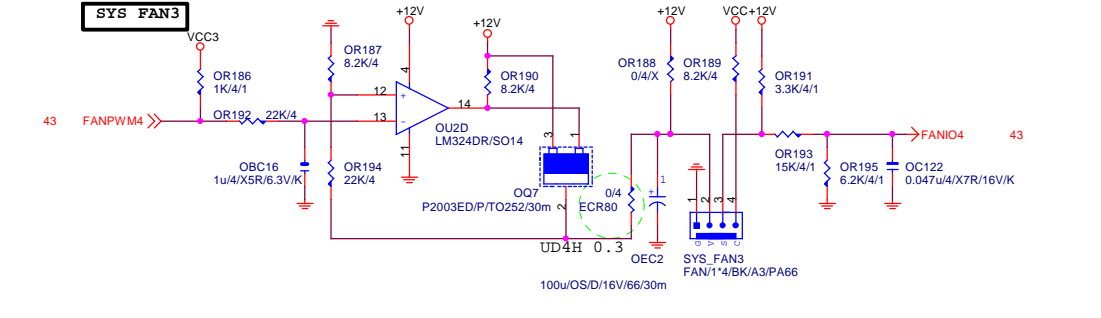 SYS FAN3
+12V
+12V
+12V
VCC
+12V
VCC3
OR187
8.2K/4
OR186
1K/4/1
4
OR190
8.2K/4
OR188
0/4/X
OR189
8.2K/4
OR191
3.3K/4/1
12
+
14
13
-
OR192
22K/4
43
FANPWM4
OU2D
LM324DR/SO14
11
3
1
FANIO4
43
OBC16
1u/4/X5R/6.3V/K
OR194
22K/4
OR193
15K/4/1
OR195
6.2K/4/1
OC122
0.047u/4/X7R/16V/K
OQ7
P2003ED/P/TO252/30m
2
0/4
ECR80
+
1
1
2
3
4
G
V
S
C
UD4H 0.3
OEC2
SYS_FAN3
FAN/1*4/BK/A3/PA66
100u/OS/D/16V/66/30m